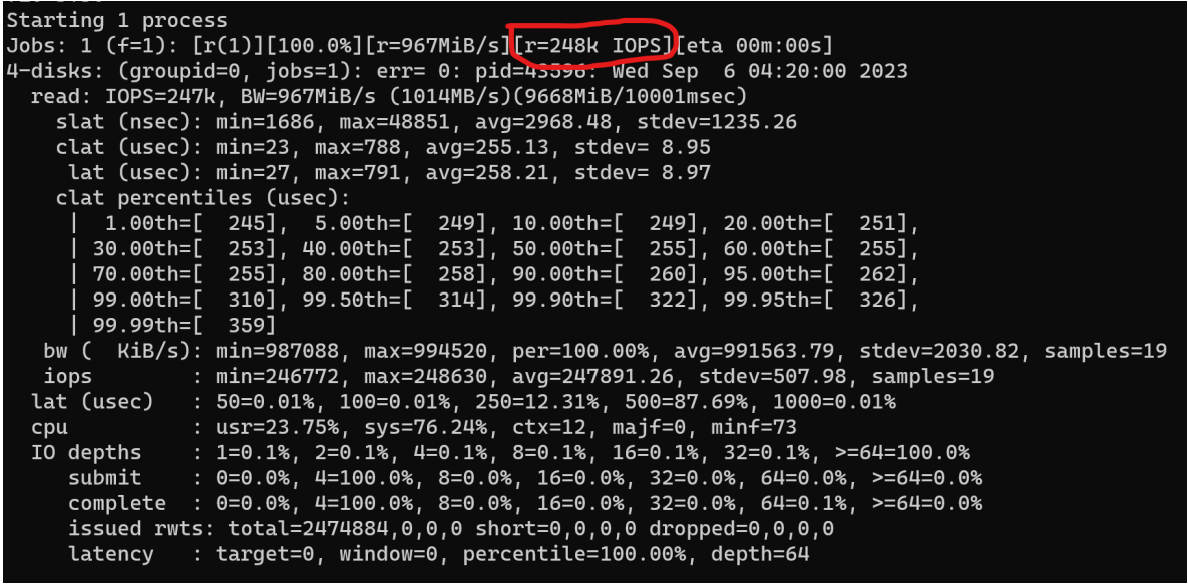 Starting 1 process
Jobs: 1 (f=1): [r(1)][100.0%][r=967MiB/s][r=248k IOPS][eta 00m:00s]
4-disks: (groupid=0, jobs=1): err= 0: pid=43596: Wed Sep  6 04:20:00 2023
  read: IOPS=247k, BW=967MiB/s (1014MB/s)(9668MiB/10001msec)
    slat (nsec): min=1686, max=48851, avg=2968.48, stdev=1235.26
    clat (usec): min=23, max=788, avg=255.13, stdev= 8.95
     lat (usec): min=27, max=791, avg=258.21, stdev= 8.97
    clat percentiles (usec):
     |  1.00th=[  245],  5.00th=[  249], 10.00th=[  249], 20.00th=[  251],
     | 30.00th=[  253], 40.00th=[  253], 50.00th=[  255], 60.00th=[  255],
     | 70.00th=[  255], 80.00th=[  258], 90.00th=[  260], 95.00th=[  262],
     | 99.00th=[  310], 99.50th=[  314], 99.90th=[  322], 99.95th=[  326],
     | 99.99th=[  359]
   bw (  KiB/s): min=987088, max=994520, per=100.00%, avg=991563.79, stdev=2030.82, samples=19
   iops        : min=246772, max=248630, avg=247891.26, stdev=507.98, samples=19
  lat (usec)   : 50=0.01%, 100=0.01%, 250=12.31%, 500=87.69%, 1000=0.01%
  cpu          : usr=23.75%, sys=76.24%, ctx=12, majf=0, minf=73
  IO depths    : 1=0.1%, 2=0.1%, 4=0.1%, 8=0.1%, 16=0.1%, 32=0.1%, >=64=100.0%
     submit    : 0=0.0%, 4=100.0%, 8=0.0%, 16=0.0%, 32=0.0%, 64=0.0%, >=64=0.0%
     complete  : 0=0.0%, 4=100.0%, 8=0.0%, 16=0.0%, 32=0.0%, 64=0.1%, >=64=0.0%
     issued rwts: total=2474884,0,0,0 short=0,0,0,0 dropped=0,0,0,0
     latency   : target=0, window=0, percentile=100.00%, depth=64